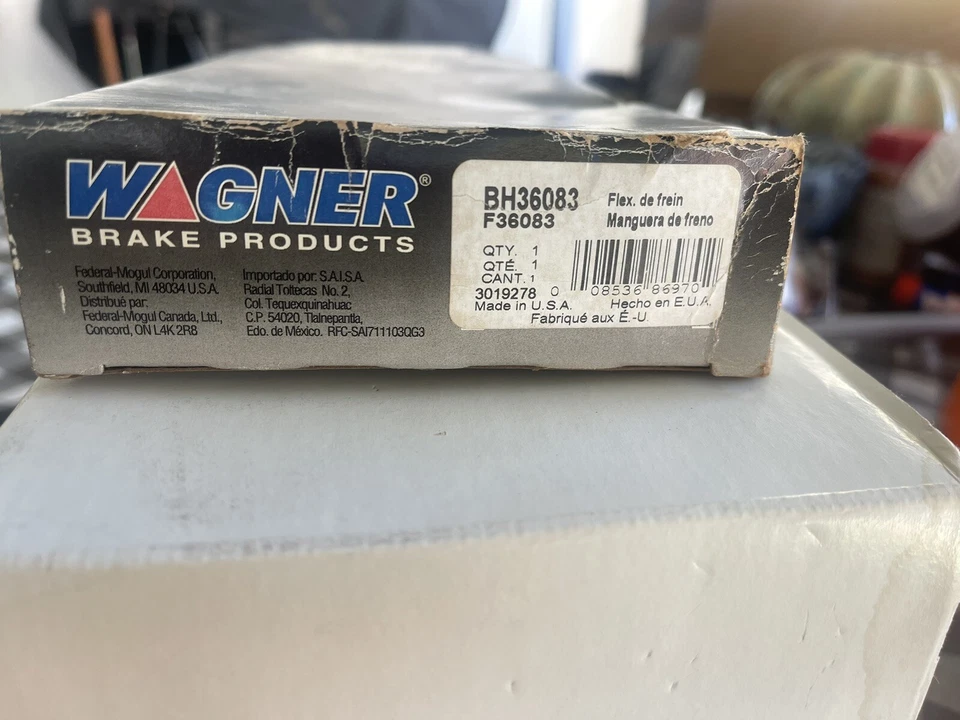 WAGNER®
BRAKE PRODUCTS
Federal-Mogul Corporation,
Southfield, MI 48034 U.S.A.
Distribué par:
Federal-Mogul Canada, Ltd.,
Concord, ON L4K 2R8
Importado por: S.A.I.S.A.
Radial Toltecas No. 2,
Col. Tequexquinahuac
C.P. 54020, Tlalnepantla,
Edo. de México. RFC-SAI711103QG3
BH36083
F36083
Flex. de frein
Manguera de freno
QTY. 1
QTÉ. 1
CANT. 1
3019278
0 08536 86970
Made in U.S.A. Hecho en E.U.A.
Fabriqué aux É.-U.